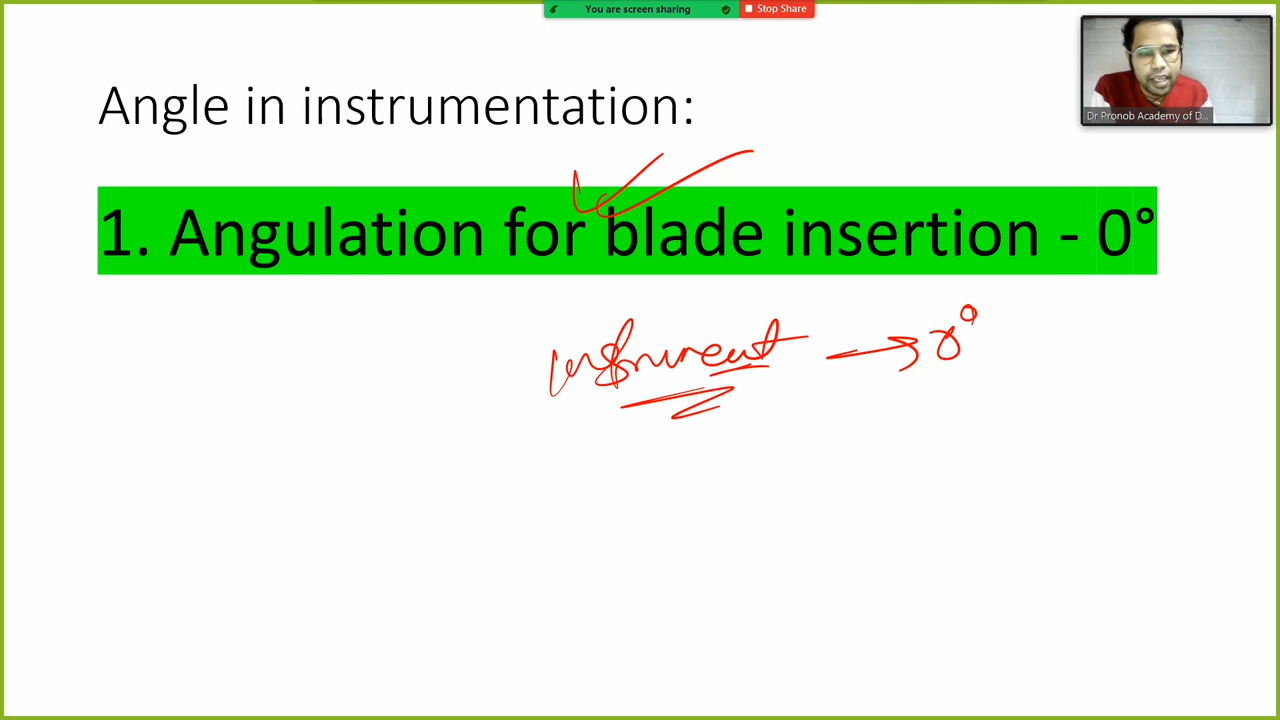 You are screen sharing
Stop Share
Angle in instrumentation:
Dr Pronob Academy of D...
1. Angulation for blade insertion - 0°
instrument → 0°